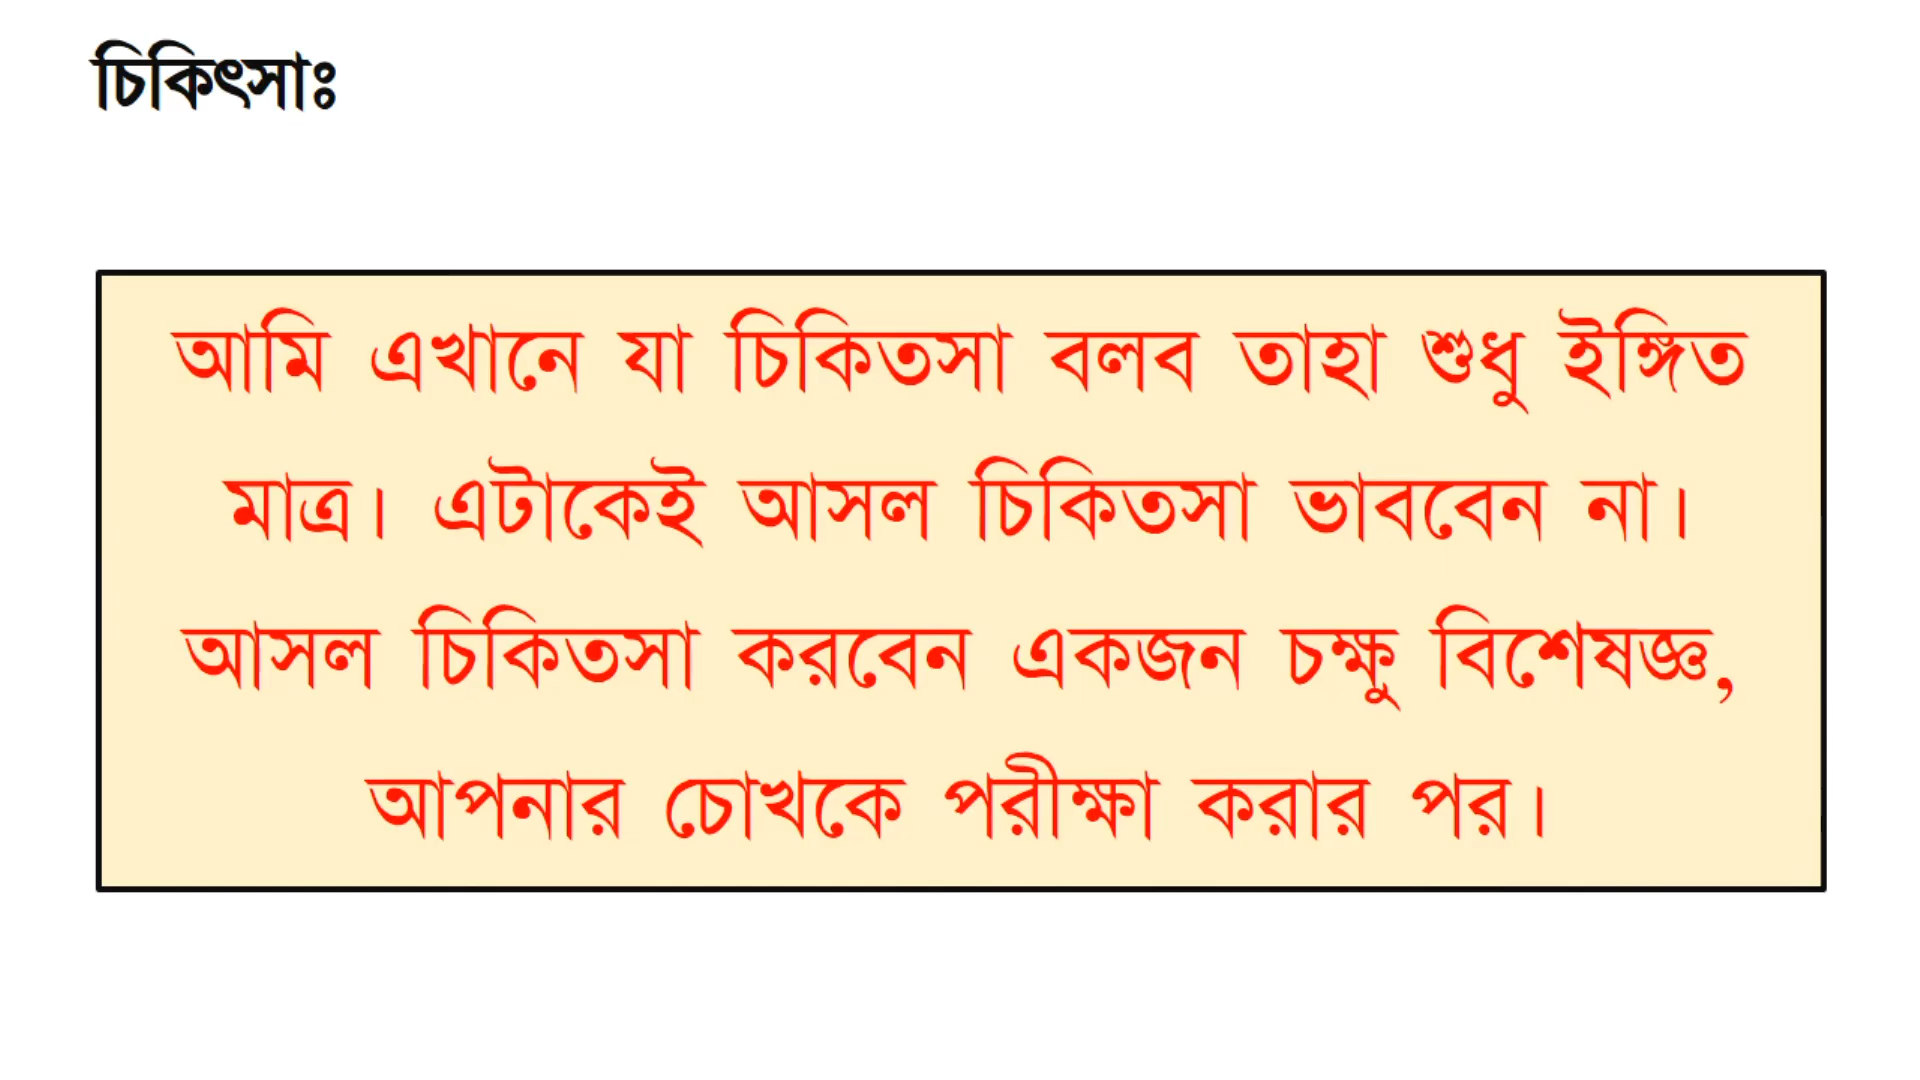 চিকিৎসাঃ
আমি এখানে যা চিকিতসা বলব তাহা শুধু ইঙ্গিত
মাত্র। এটাকেই আসল চিকিতসা ভাববেন না।
আসল চিকিতসা করবেন একজন চক্ষু বিশেষজ্ঞ,
আপনার চোখকে পরীক্ষা করার পর।